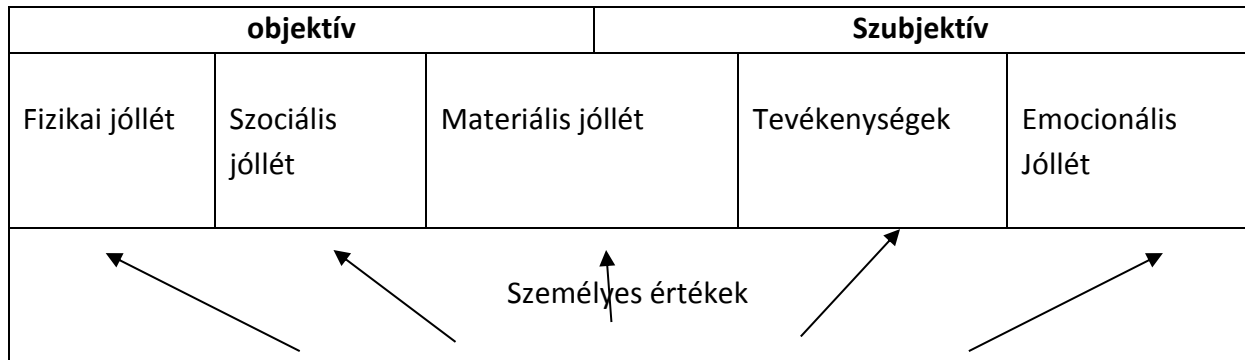 objektív Szubjektív
Fizikai jóllét Szociális jóllét Materiális jóllét Tevékenységek Emocionális Jóllét
Személyes értékek